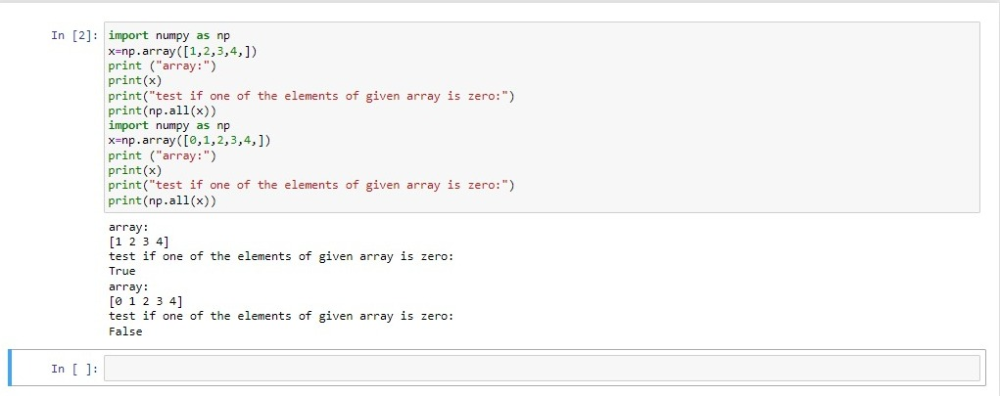 In [2]: import numpy as np
x=np.array([1,2,3,4,])
print ("array:")
print(x)
print("test if one of the elements of given array is zero:")
print(np.all(x))
import numpy as np
x=np.array([0,1,2,3,4,])
print ("array:")
print(x)
print("test if one of the elements of given array is zero:")
print(np.all(x))
array:
[1 2 3 4]
test if one of the elements of given array is zero:
True
array:
[0 1 2 3 4]
test if one of the elements of given array is zero:
False
In [ ]: